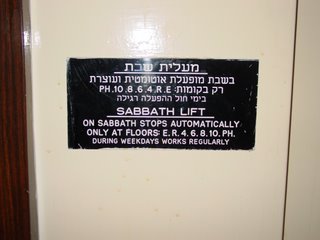 מעלית שבת
בשבת מופעלת אוטומטית ועוצרת
רק בקומות: PH.10.8.6.4.R.E
בימי חול ההפעלה רגילה
SABBATH LIFT
ON SABBATH STOPS AUTOMATICALLY
ONLY AT FLOORS: E.R.4.6.8.10.PH.
DURING WEEKDAYS WORKS REGULARLY